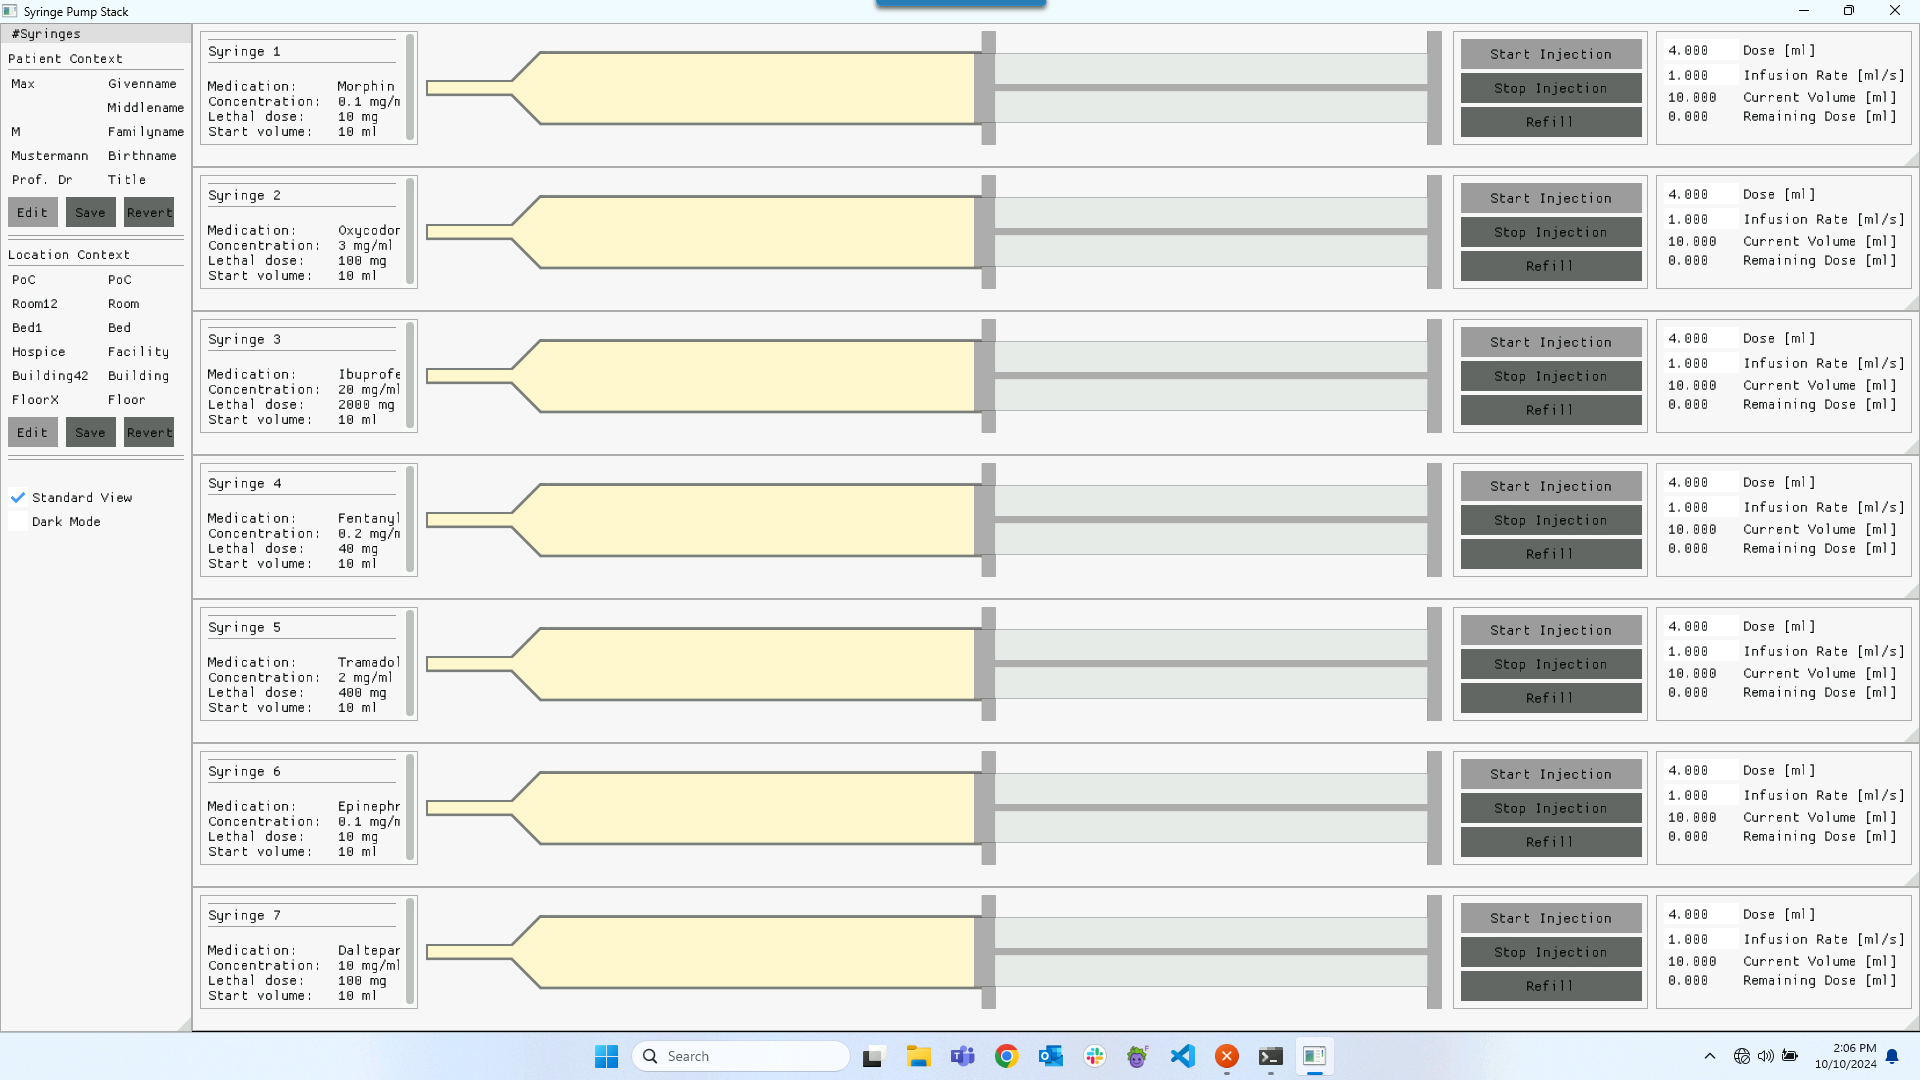 Syringe Pump Stack
#Syringes
Patient Context
Max Givenname
Middlename
M Familyname
Mustermann Birthname
Prof. Dr Title
Edit Save Revert
Location Context
PoC PoC
Room12 Room
Bed1 Bed
Hospice Facility
Building42 Building
FloorX Floor
Edit Save Revert
Standard View
Dark Mode
Syringe 1
Medication: Morphin
Concentration: 0.1 mg/m
Lethal dose: 10 mg
Start volume: 10 ml
Start Injection
Stop Injection
Refill
4.000 Dose [ml]
1.000 Infusion Rate [ml/s]
10.000 Current Volume [ml]
0.000 Remaining Dose [ml]
Syringe 2
Medication: Oxycodor
Concentration: 3 mg/ml
Lethal dose: 100 mg
Start volume: 10 ml
Start Injection
Stop Injection
Refill
4.000 Dose [ml]
1.000 Infusion Rate [ml/s]
10.000 Current Volume [ml]
0.000 Remaining Dose [ml]
Syringe 3
Medication: Ibuprofe
Concentration: 20 mg/ml
Lethal dose: 2000 mg
Start volume: 10 ml
Start Injection
Stop Injection
Refill
4.000 Dose [ml]
1.000 Infusion Rate [ml/s]
10.000 Current Volume [ml]
0.000 Remaining Dose [ml]
Syringe 4
Medication: Fentanyl
Concentration: 0.2 mg/m
Lethal dose: 40 mg
Start volume: 10 ml
Start Injection
Stop Injection
Refill
4.000 Dose [ml]
1.000 Infusion Rate [ml/s]
10.000 Current Volume [ml]
0.000 Remaining Dose [ml]
Syringe 5
Medication: Tramadol
Concentration: 2 mg/ml
Lethal dose: 400 mg
Start volume: 10 ml
Start Injection
Stop Injection
Refill
4.000 Dose [ml]
1.000 Infusion Rate [ml/s]
10.000 Current Volume [ml]
0.000 Remaining Dose [ml]
Syringe 6
Medication: Epinephr
Concentration: 0.1 mg/m
Lethal dose: 10 mg
Start volume: 10 ml
Start Injection
Stop Injection
Refill
4.000 Dose [ml]
1.000 Infusion Rate [ml/s]
10.000 Current Volume [ml]
0.000 Remaining Dose [ml]
Syringe 7
Medication: Daltepar
Concentration: 10 mg/ml
Lethal dose: 100 mg
Start volume: 10 ml
Start Injection
Stop Injection
Refill
4.000 Dose [ml]
1.000 Infusion Rate [ml/s]
10.000 Current Volume [ml]
0.000 Remaining Dose [ml]
Search
2:06 PM
10/10/2024